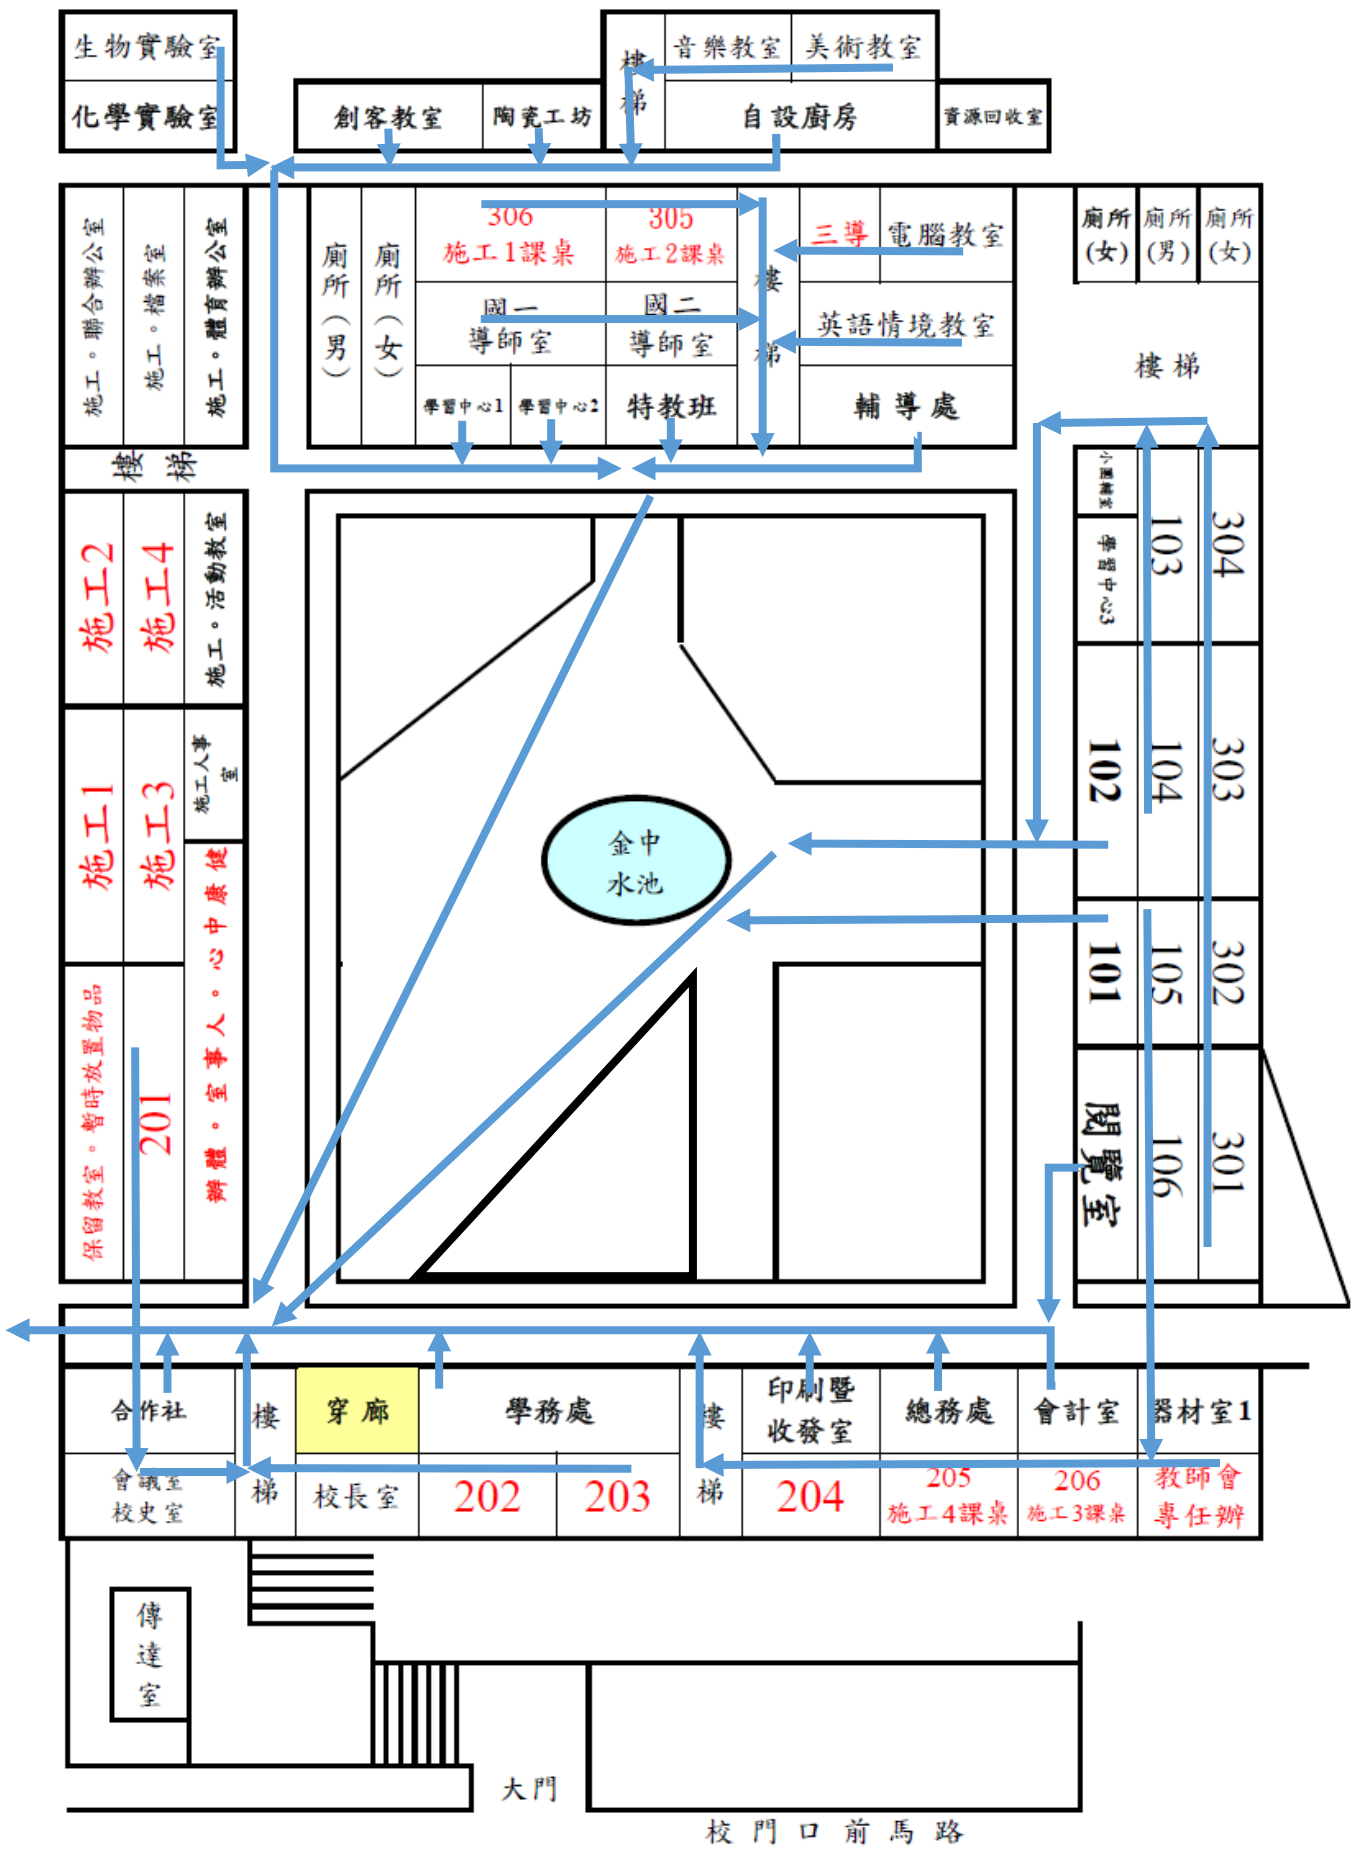 生物實驗室
化學實驗室
創客教室
陶瓷工坊
樓梯
音樂教室
美術教室
自設廚房
資源回收室
施工。聯合辦公室
施工。檔案室
施工。體育辦公室
廁所（男）
廁所（女）
306
施工1課桌
305
施工2課桌
國一
導師室
國二
導師室
學習中心1
學習中心2
特教班
樓梯
三導
電腦教室
英語情境教室
輔導處
廁所
(女)
廁所
(男)
廁所
(女)
樓梯
樓梯
施工2
施工4
施工。活動教室
施工1
施工3
施工人事
室
保留教室。暫時放置物品
201
辦體。室事人。心中康健
金中
水池
小團輔室
學習中心3
103
304
102
104
303
101
105
302
閱覽室
106
301
合作社
樓梯
穿廊
學務處
樓梯
印刷暨
收發室
總務處
會計室
器材室1
會議室
校史室
校長室
202
203
204
205
施工4課桌
206
施工3課桌
教師會
專任辦
傳達室
大門
校門口前馬路